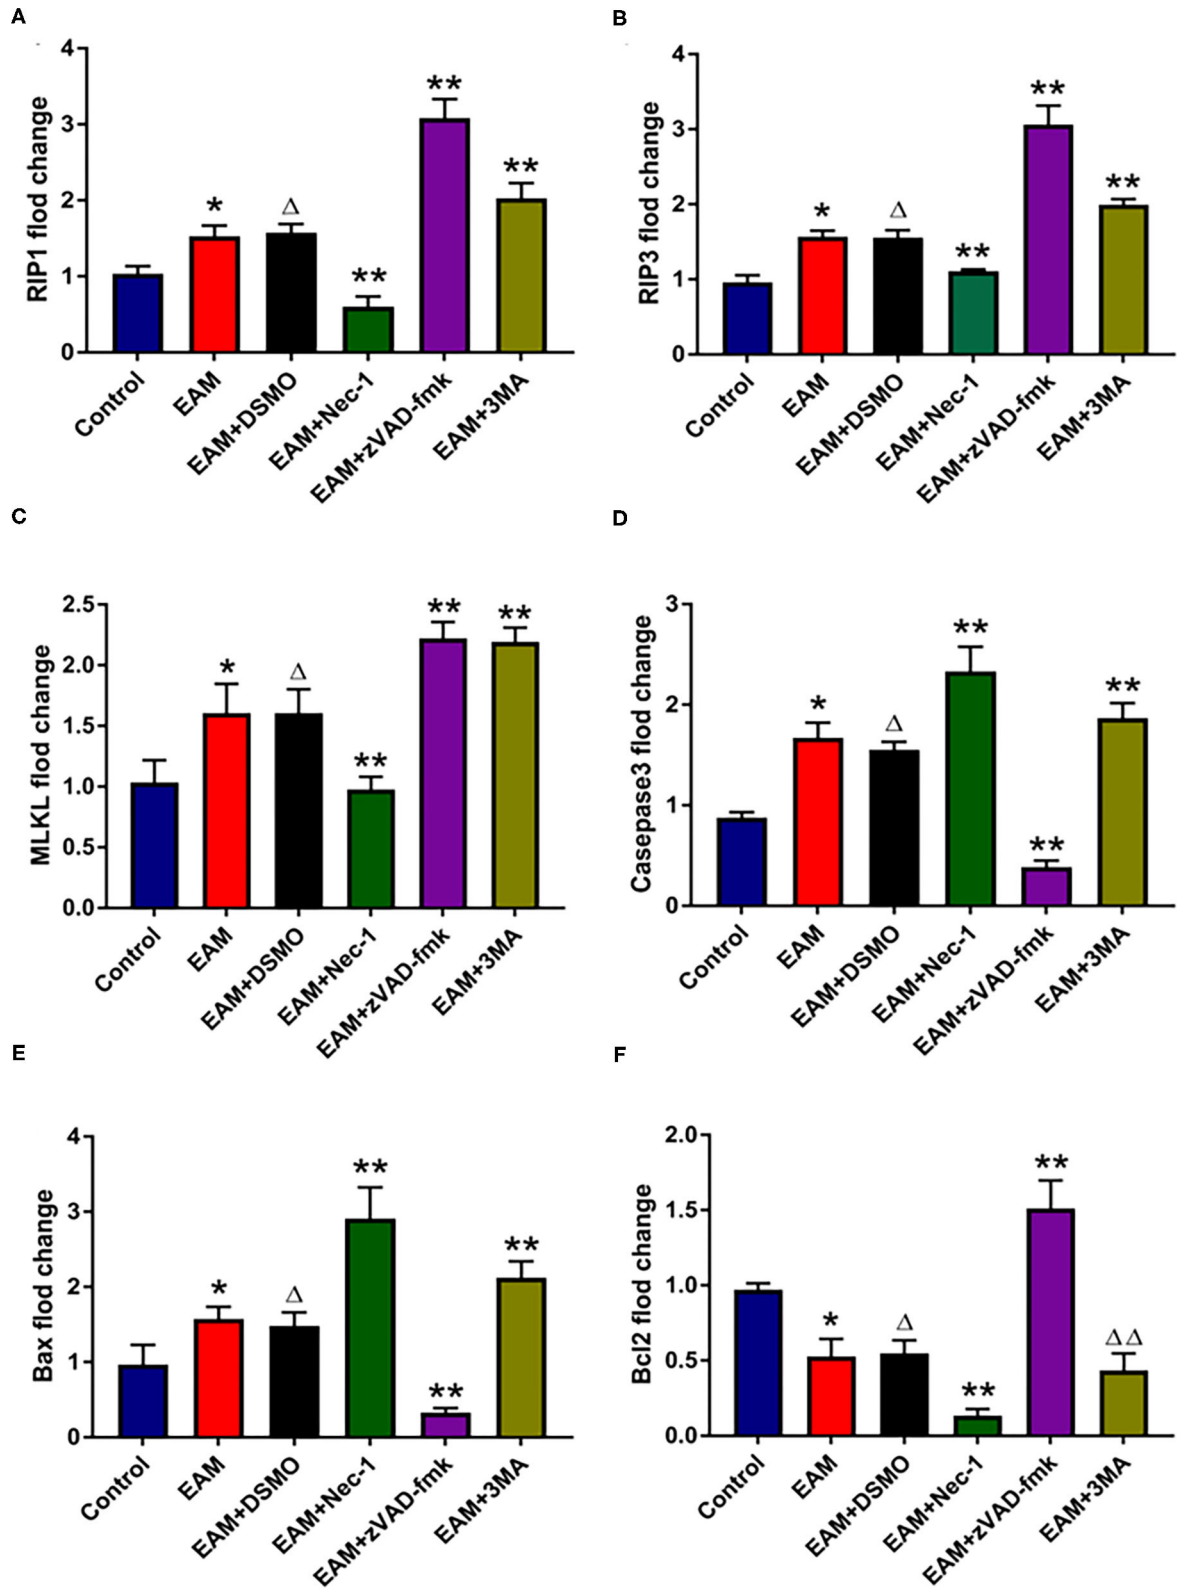 A
RIP1 flod change
4
3
2
1
0
*
Δ
**
**
**
Control
EAM
EAM+DSMO
EAM+Nec-1
EAM+zVAD-fmk
EAM+3MA
B
RIP3 flod change
4
3
2
1
0
*
Δ
**
**
**
Control
EAM
EAM+DSMO
EAM+Nec-1
EAM+zVAD-fmk
EAM+3MA
C
MLKL flod change
2.5
2.0
1.5
1.0
0.5
0.0
*
Δ
**
**
**
Control
EAM
EAM+DSMO
EAM+Nec-1
EAM+zVAD-fmk
EAM+3MA
D
Casepase3 flod change
3
2
1
0
*
Δ
**
**
**
Control
EAM
EAM+DSMO
EAM+Nec-1
EAM+zVAD-fmk
EAM+3MA
E
Bax flod change
4
3
2
1
0
*
Δ
**
**
**
Control
EAM
EAM+DSMO
EAM+Nec-1
EAM+zVAD-fmk
EAM+3MA
F
Bcl2 flod change
2.0
1.5
1.0
0.5
0.0
*
Δ
**
**
ΔΔ
Control
EAM
EAM+DSMO
EAM+Nec-1
EAM+zVAD-fmk
EAM+3MA